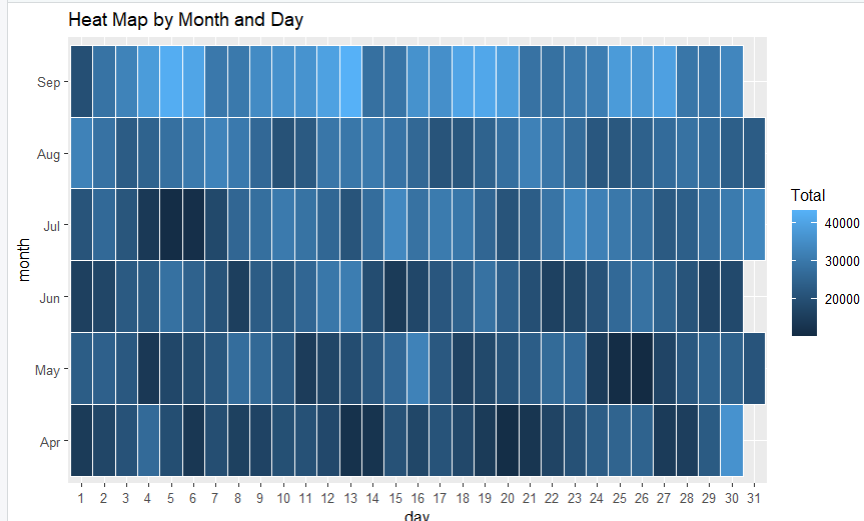 Heat Map by Month and Day
Sep
Aug
Jul
Jun
May
Apr
month
1 2 3 4 5 6 7 8 9 10 11 12 13 14 15 16 17 18 19 20 21 22 23 24 25 26 27 28 29 30 31
day
Total
40000
30000
20000